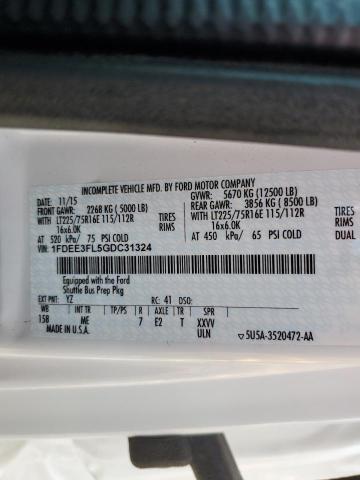 INCOMPLETE VEHICLE MFD. BY FORD MOTOR COMPANY
DATE: 11/15 GVWR: 5670 KG (12500 LB)
FRONT GAWR: 2268 KG (5000 LB) REAR GAWR: 3856 KG (8500 LB)
WITH LT225/75R16E 115/112R TIRES WITH LT225/75R16E 115/112R TIRES
16x6.0K RIMS 16x6.0K RIMS
AT 520 kPa/ 75 PSI COLD AT 450 kPa/ 65 PSI COLD
1FDEE3FL5GDC31324
Equipped with the Ford
Shuttle Bus Prep Pkg
EXT PNT: YZ RC: 41 DSO:
WB INT TR TP/PS R AXLE TR SPR
158 ME 7 E2 T XXVV
MADE IN U.S.A. ULN ▽5U5A-3520472-AA